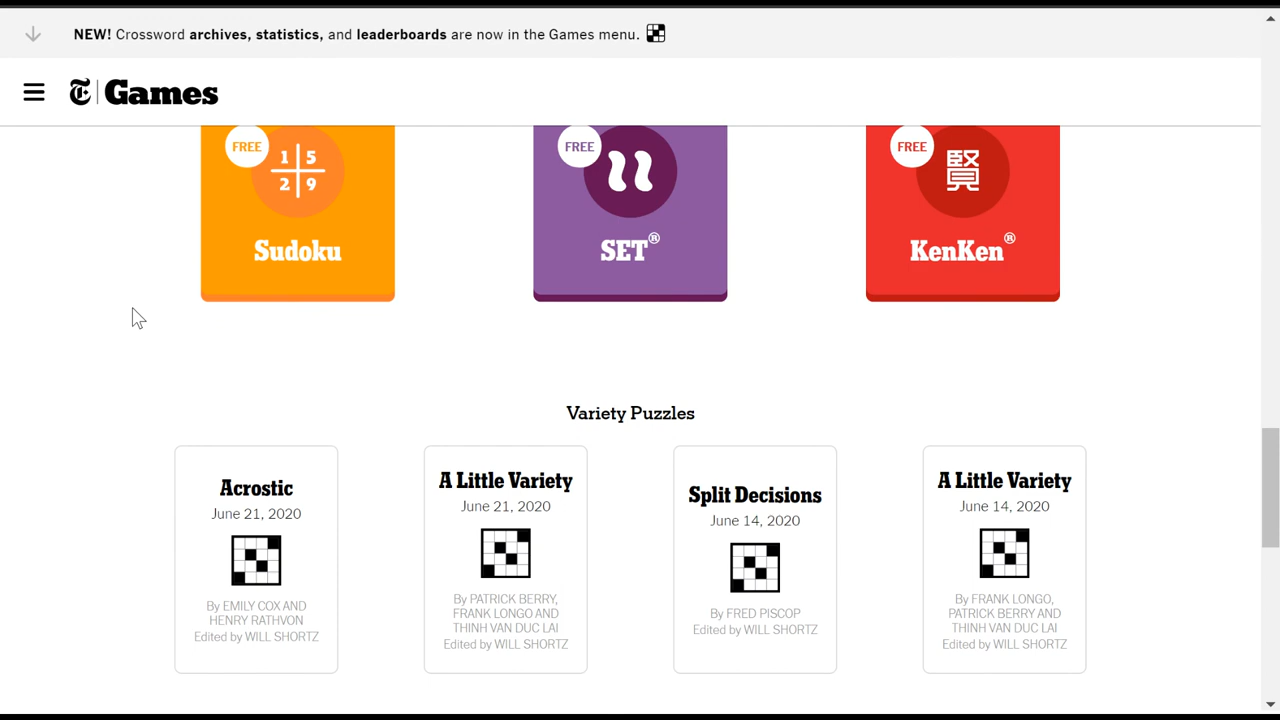 NEW! Crossword archives, statistics, and leaderboards are now in the Games menu.
T Games
FREE
1 5
2 9
Sudoku
FREE
SET®
FREE
賢
KenKen®
Variety Puzzles
Acrostic
June 21, 2020
By EMILY COX AND
HENRY RATHVON
Edited by WILL SHORTZ
A Little Variety
June 21, 2020
By PATRICK BERRY,
FRANK LONGO AND
THINH VAN DUC LAI
Edited by WILL SHORTZ
Split Decisions
June 14, 2020
By FRED PISCOP
Edited by WILL SHORTZ
A Little Variety
June 14, 2020
By FRANK LONGO,
PATRICK BERRY AND
THINH VAN DUC LAI
Edited by WILL SHORTZ